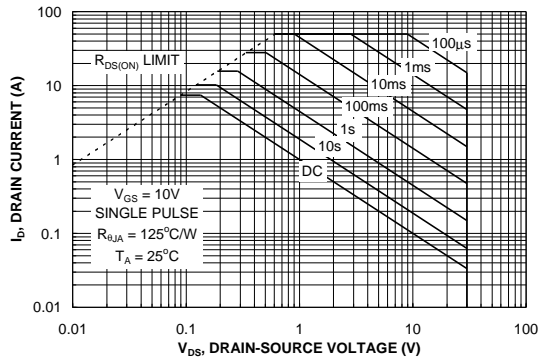 100
10
1
0.1
0.01
I_D, DRAIN CURRENT (A)
R_DS(ON) LIMIT
100µs
1ms
10ms
100ms
1s
10s
DC
V_GS = 10V
SINGLE PULSE
R_θJA = 125°C/W
T_A = 25°C
0.01
0.1
1
10
100
V_DS, DRAIN-SOURCE VOLTAGE (V)